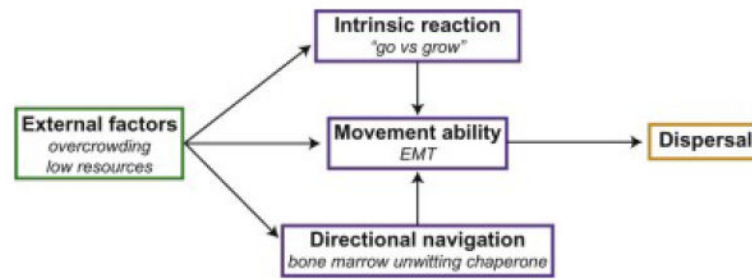 Intrinsic reaction
"go vs grow"
External factors
overcrowding
low resources
Movement ability
EMT
Dispersal
Directional navigation
bone marrow unwitting chaperone